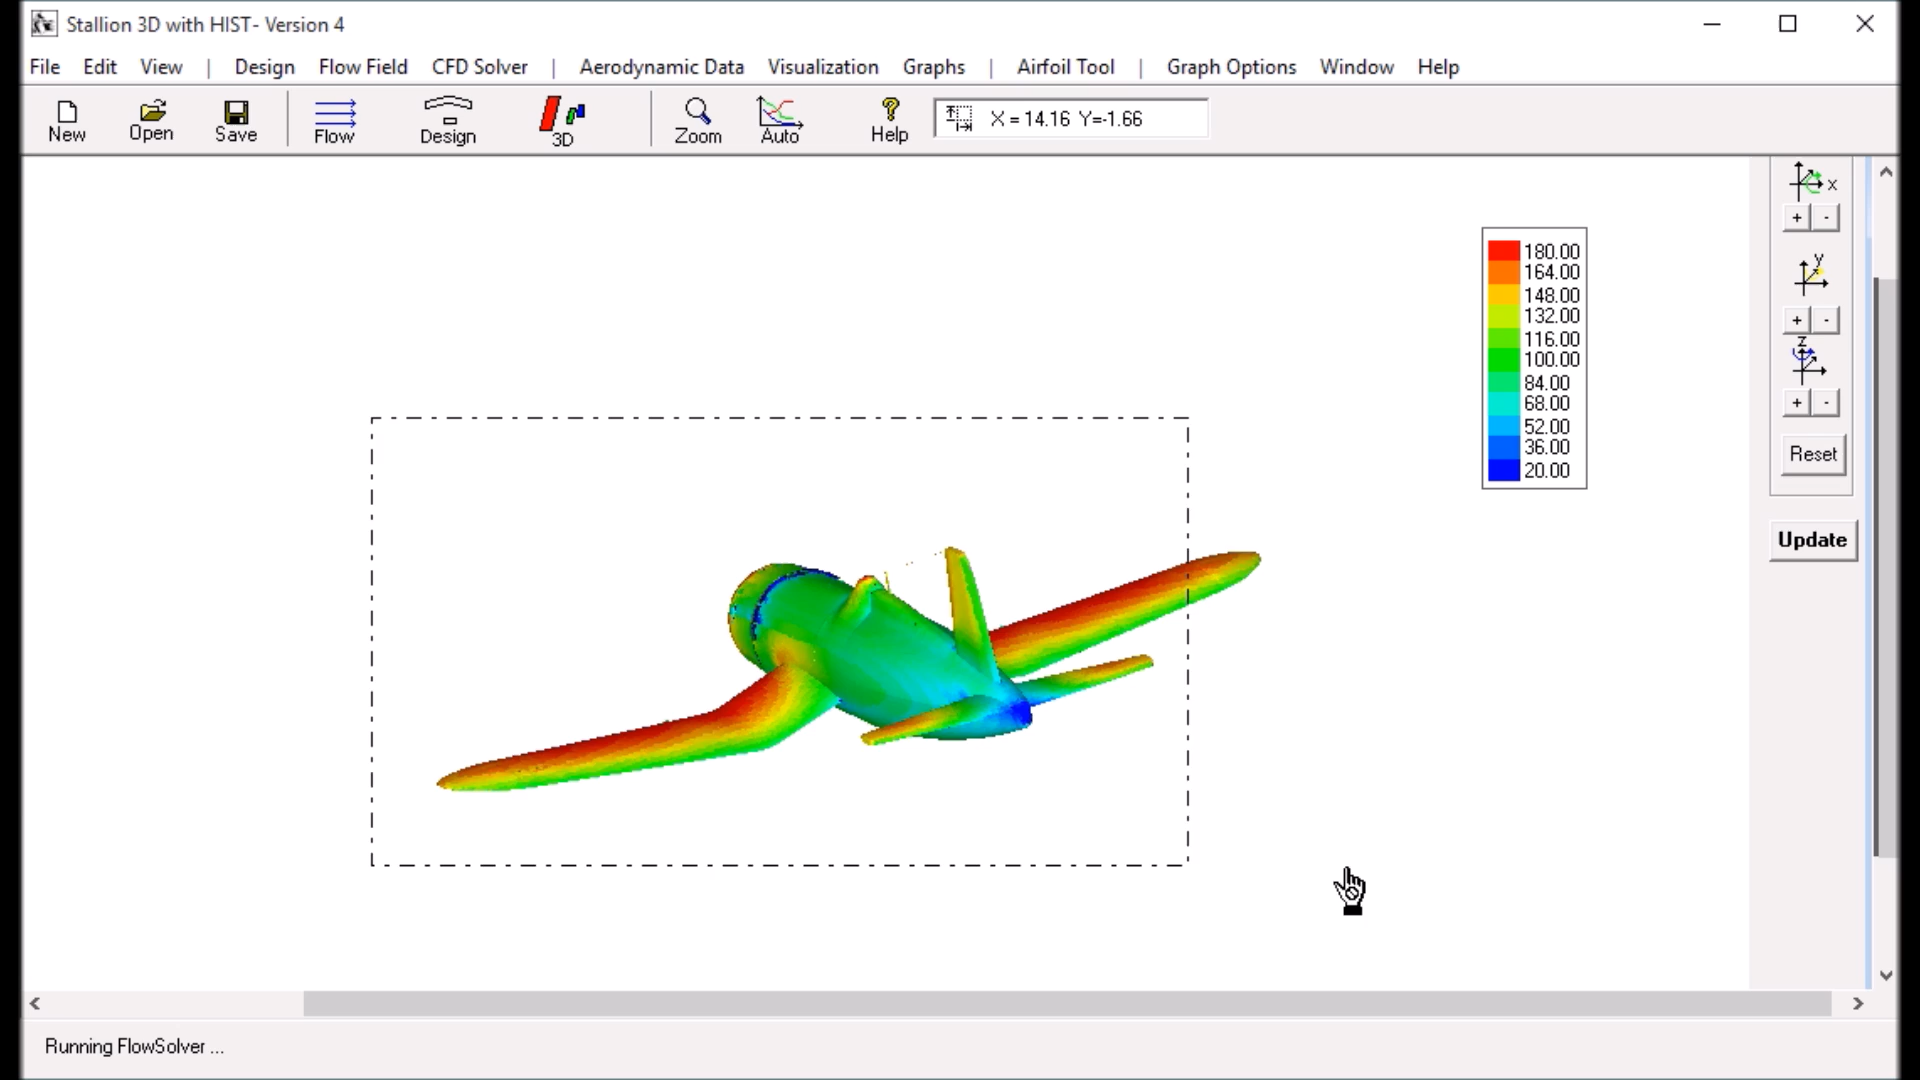 Stallion 3D with HIST- Version 4
File Edit View | Design Flow Field CFD Solver | Aerodynamic Data Visualization Graphs | Airfoil Tool | Graph Options Window Help
New Open Save Flow Design 3D Zoom Auto Help X = 14.16 Y=-1.66
x
+ -
y
+ -
z
+ -
Reset
Update
180.00
164.00
148.00
132.00
116.00
100.00
84.00
68.00
52.00
36.00
20.00
Running FlowSolver ...